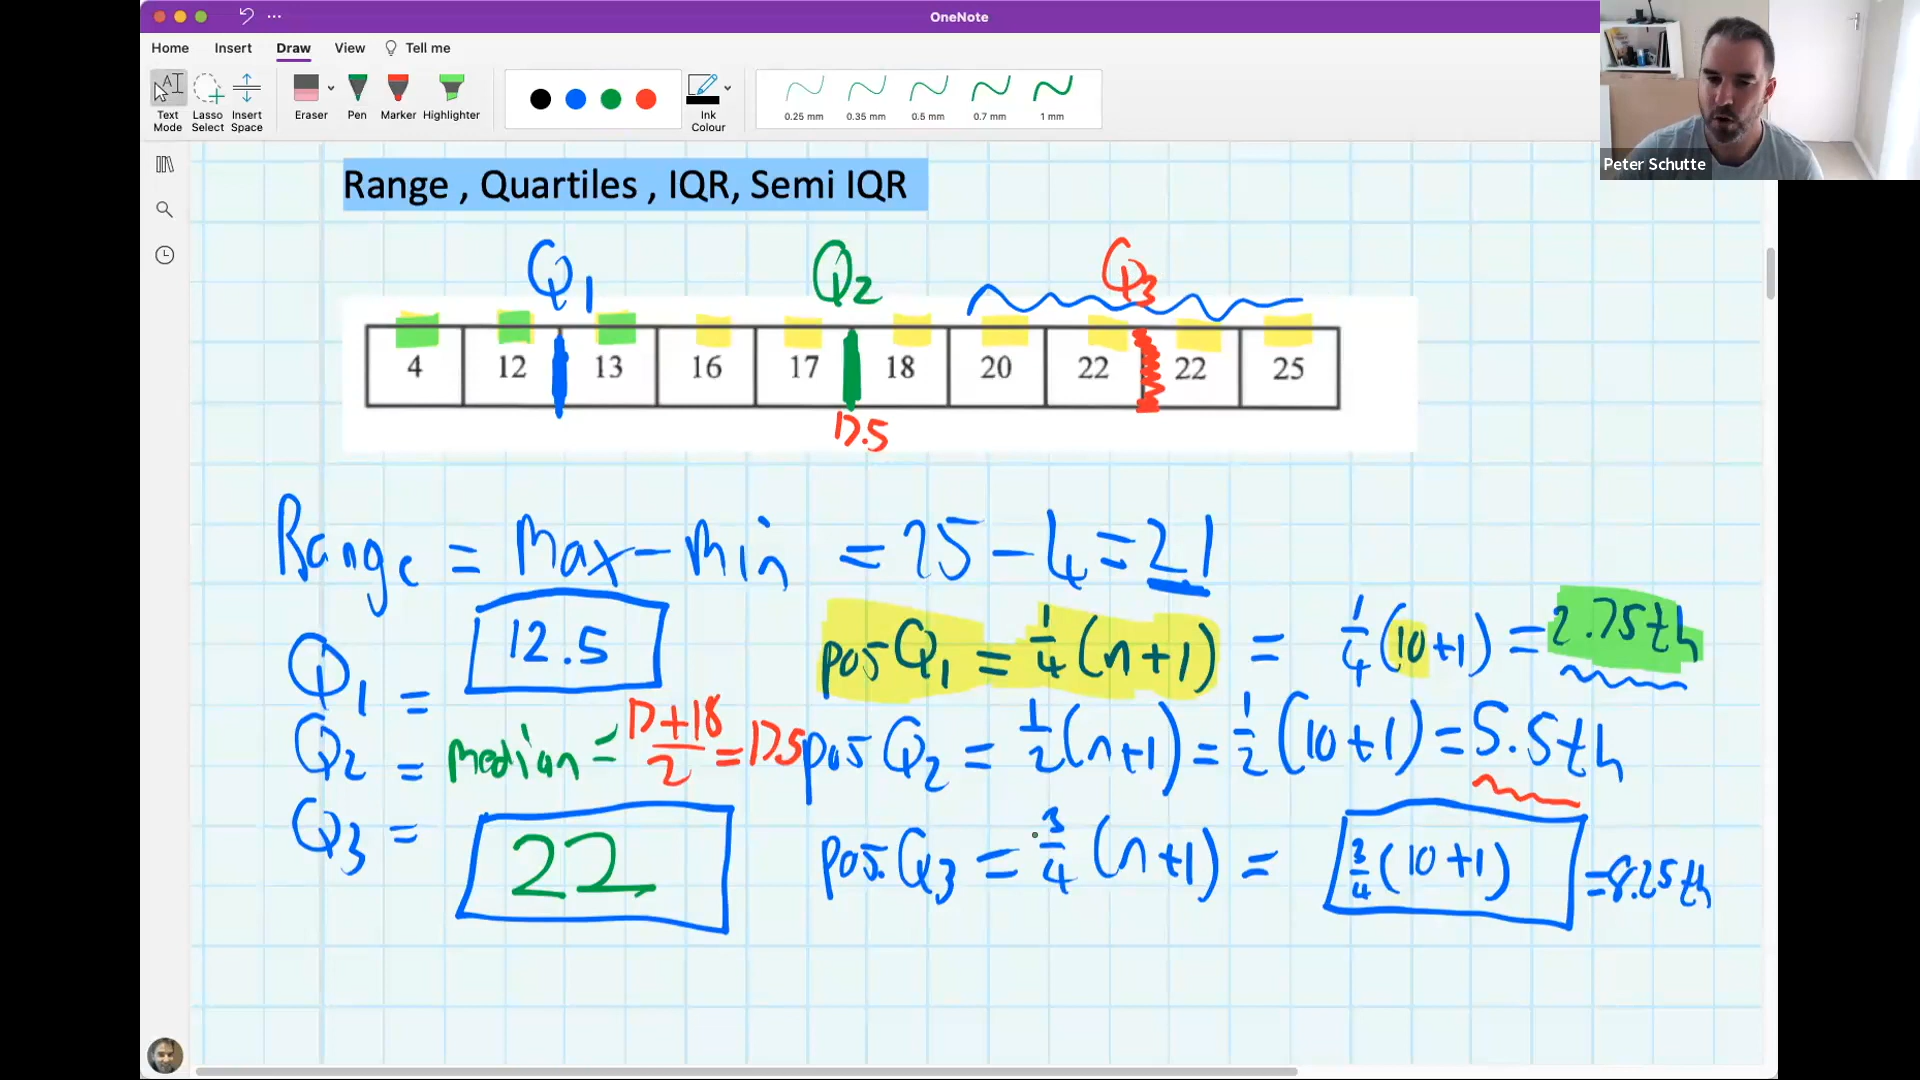 OneNote
Home Insert Draw View Tell me
Text Mode
Lasso Select
Insert Space
Eraser
Pen
Marker
Highlighter
Ink Colour
0.25 mm 0.35 mm 0.5 mm 0.7 mm 1 mm
Peter Schutte
Range , Quartiles , IQR, Semi IQR
Q1 Q2 Q3
4 12 13 16 17 18 20 22 22 25
17.5
Range = Max - Min = 25 - 4 = 21
Q1 = 12.5 pos Q1 = 1/4 (n+1) = 1/4 (10+1) = 2.75th
Q2 = median = 17+18/2 = 17.5 pos Q2 = 1/2 (n+1) = 1/2 (10+1) = 5.5th
Q3 = 22 pos. Q3 = 3/4 (n+1) = 3/4 (10+1) = 8.25th